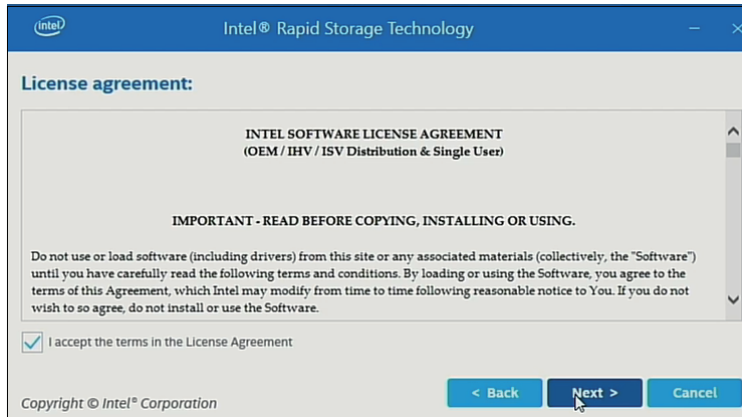 intel
Intel® Rapid Storage Technology
License agreement:
INTEL SOFTWARE LICENSE AGREEMENT
(OEM / IHV / ISV Distribution & Single User)
IMPORTANT - READ BEFORE COPYING, INSTALLING OR USING.
Do not use or load software (including drivers) from this site or any associated materials (collectively, the "Software")
until you have carefully read the following terms and conditions. By loading or using the Software, you agree to the
terms of this Agreement, which Intel may modify from time to time following reasonable notice to You. If you do not
wish to so agree, do not install or use the Software.
I accept the terms in the License Agreement
< Back
Next >
Cancel
Copyright © Intel® Corporation